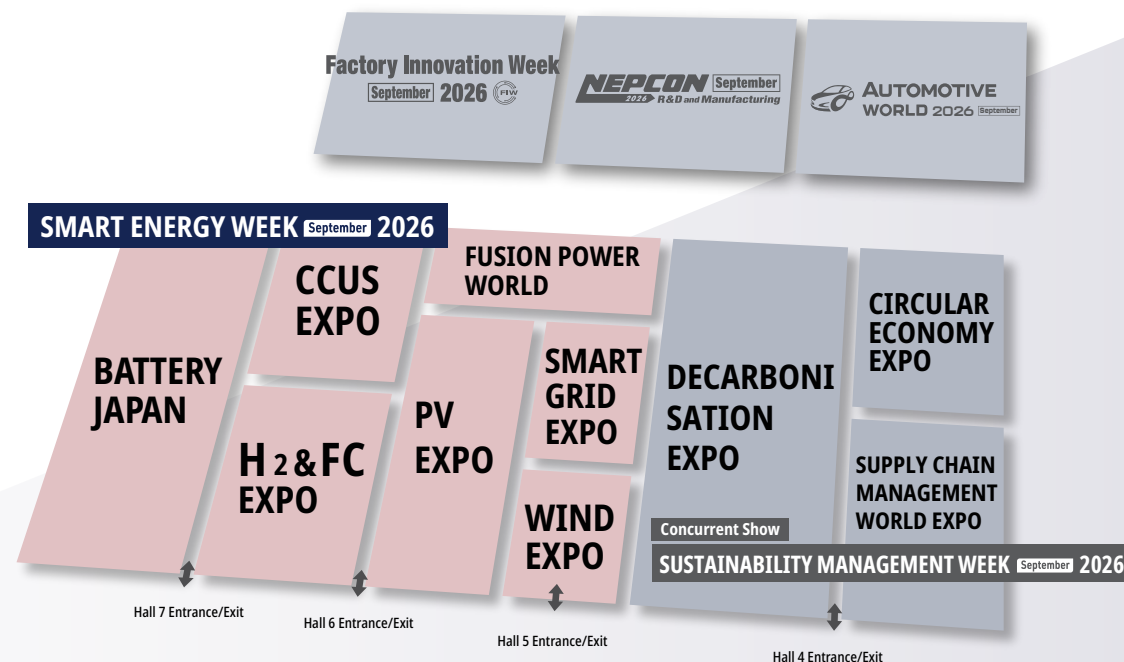 Factory Innovation Week
September 2026 FIW
NEPCON September
2026 R&D and Manufacturing
AUTOMOTIVE
WORLD 2026 September
SMART ENERGY WEEK September 2026
BATTERY
JAPAN
CCUS
EXPO
H2&FC
EXPO
FUSION POWER
WORLD
PV
EXPO
SMART
GRID
EXPO
WIND
EXPO
DECARBONI
SATION
EXPO
CIRCULAR
ECONOMY
EXPO
SUPPLY CHAIN
MANAGEMENT
WORLD EXPO
Concurrent Show
SUSTAINABILITY MANAGEMENT WEEK September 2026
Hall 7 Entrance/Exit
Hall 6 Entrance/Exit
Hall 5 Entrance/Exit
Hall 4 Entrance/Exit